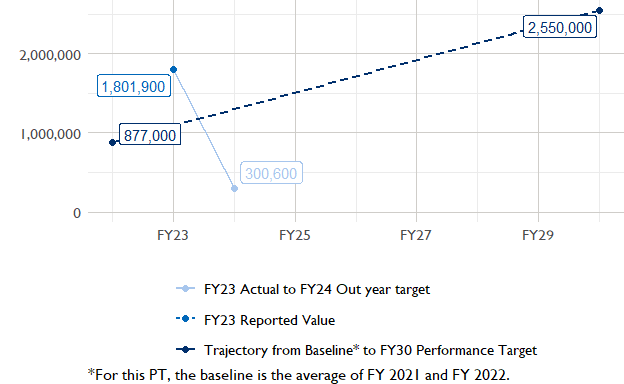 2,550,000
2,000,000
1,801,900
1,000,000
877,000
300,600
0
FY23 FY25 FY27 FY29
FY23 Actual to FY24 Out year target
FY23 Reported Value
Trajectory from Baseline* to FY30 Performance Target
*For this PT, the baseline is the average of FY 2021 and FY 2022.